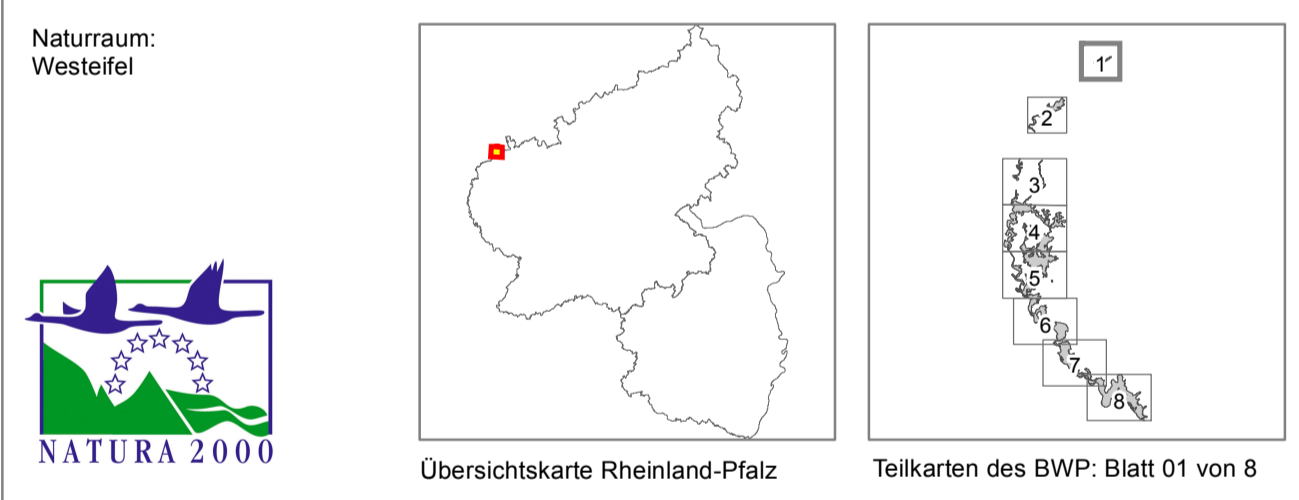 Naturraum:
Westeifel
NATURA 2000
Übersichtskarte Rheinland-Pfalz
1
2
3
4
5
6
7
8
Teilkarten des BWP: Blatt 01 von 8